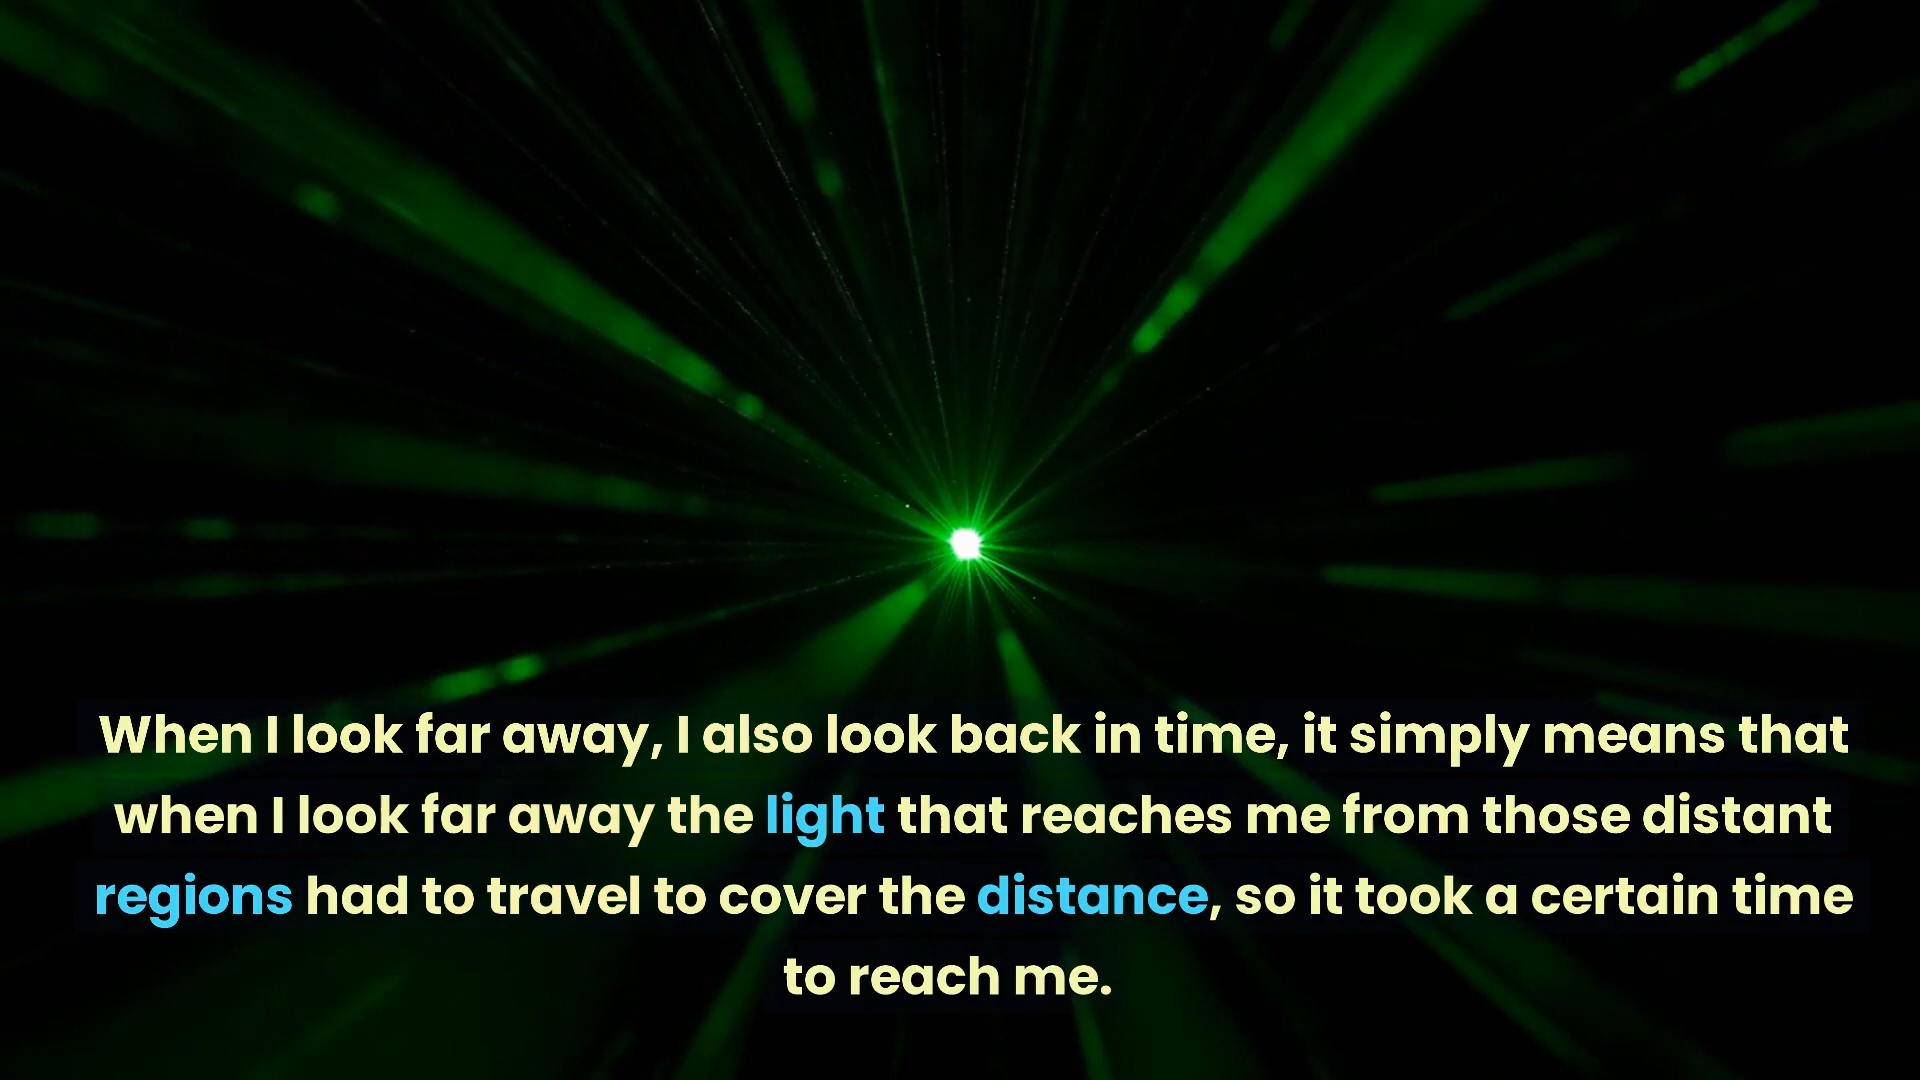 When I look far away, I also look back in time, it simply means that
when I look far away the light that reaches me from those distant
regions had to travel to cover the distance, so it took a certain time
to reach me.